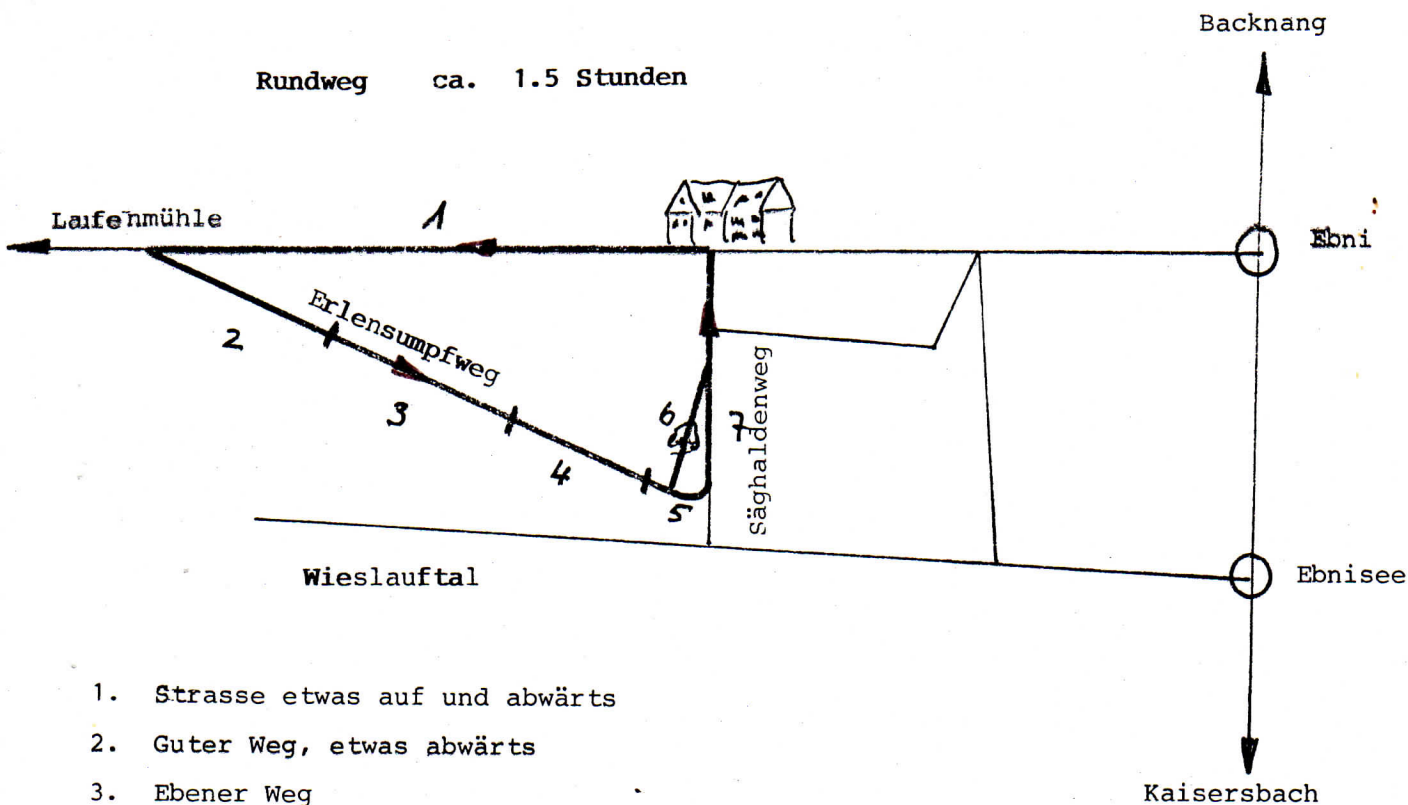 Backnang
Rundweg ca. 1.5 Stunden
Laufenmühle
1
Ebni
Erlensumpfweg
2
3
4
5
6
7
Säghaldenweg
Wieslauftal
Ebnisee
Kaisersbach
1. Strasse etwas auf und abwärts
2. Guter Weg, etwas abwärts
3. Ebener Weg